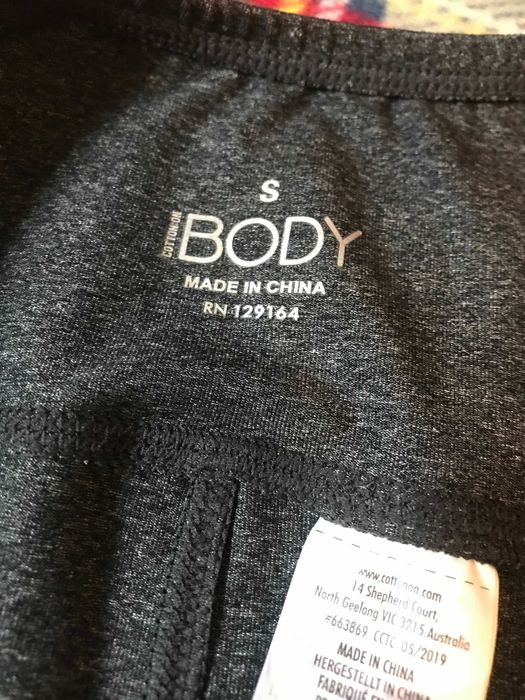 S
COTTON:ON
BODY
MADE IN CHINA
RN 129164
www.cottonon.com
14 Shepherd Court,
North Geelong VIC 3215 Australia
#663869 CCTC 05/2019
MADE IN CHINA
HERGESTELLT IN CHINA
FABRIQUÉ